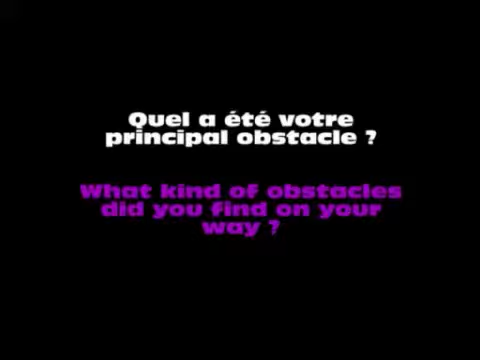 Quel a été votre
principal obstacle ?
What kind of obstacles
did you find on your
way ?